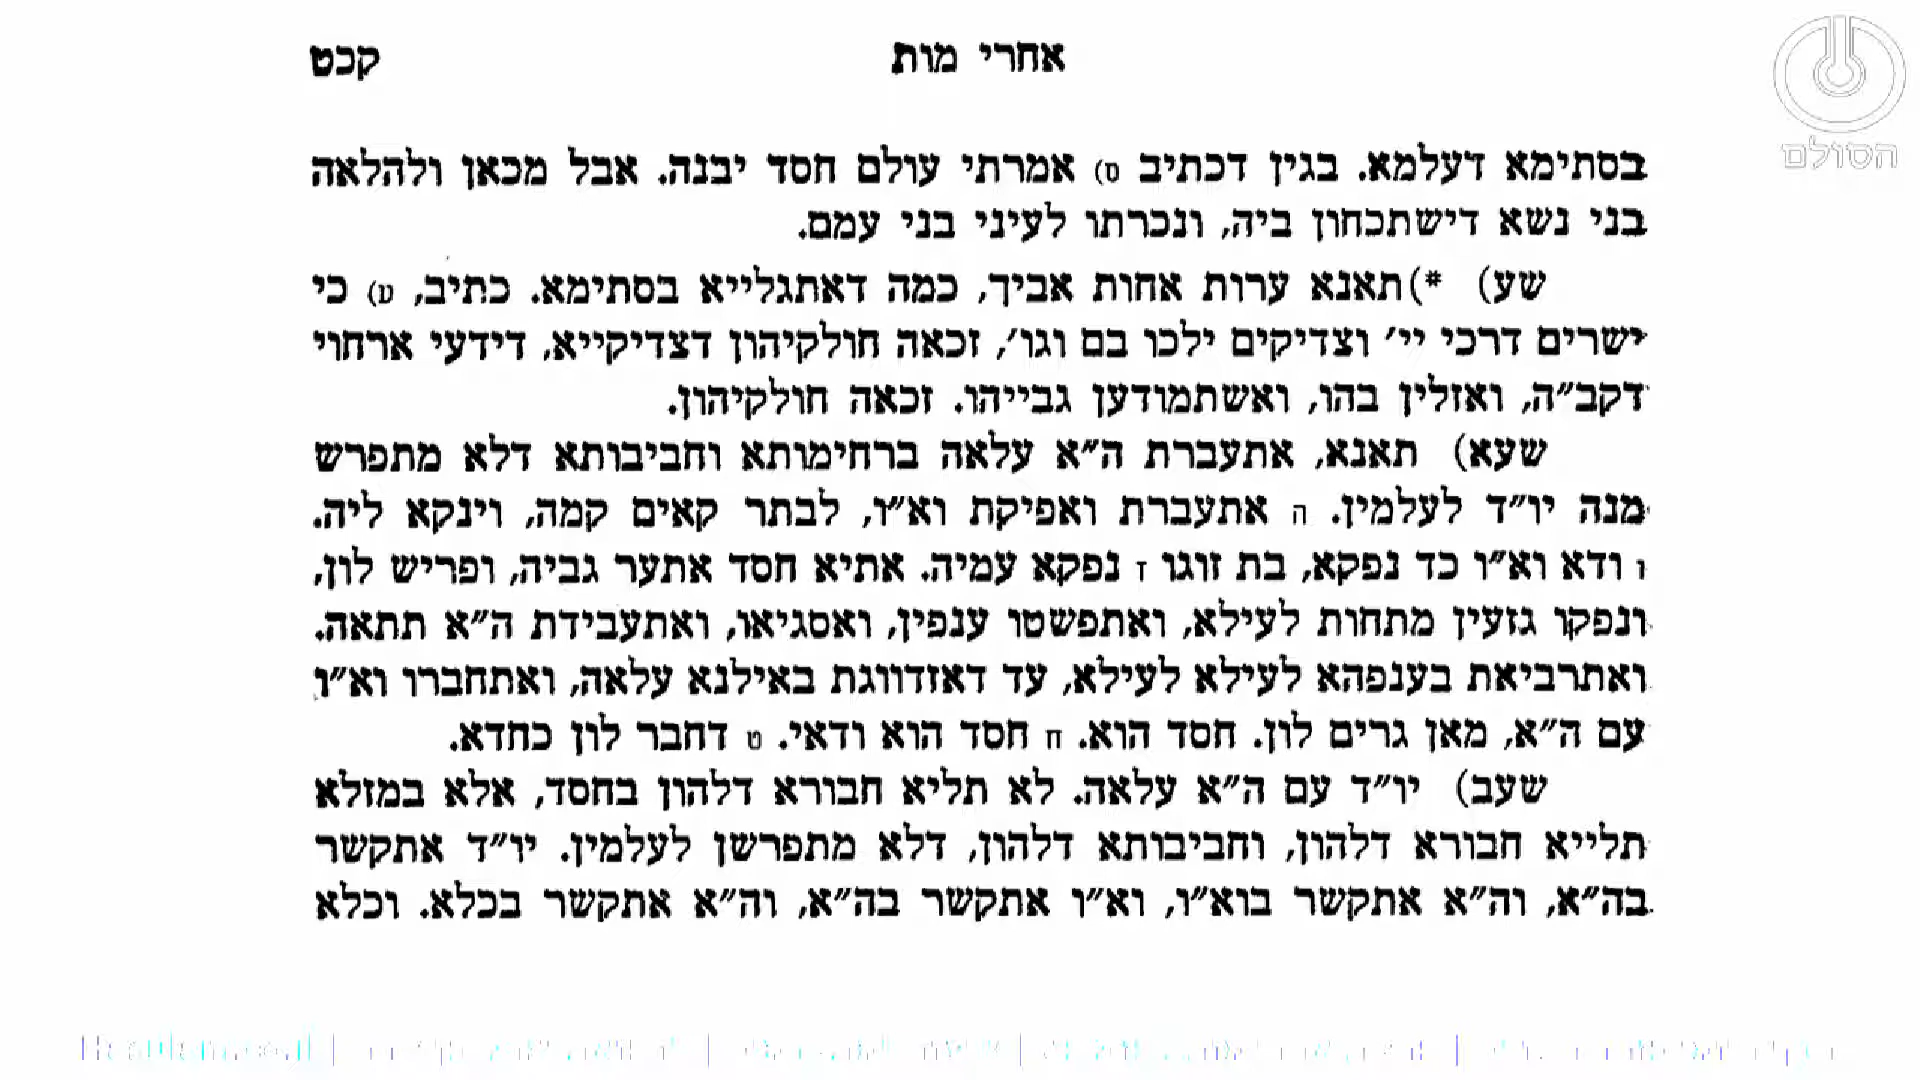 אחרי מות
קכט
הסולם
בסתימא דעלמא. בגין דכתיב ס) אמרתי עולם חסד יבנה. אבל מכאן ולהלאה
בני נשא דישתכחון ביה, ונכרתו לעיני בני עמם.
שע) *)תאנא ערות אחות אביך, כמה דאתגלייא בסתימא. כתיב, ע) כי
ישרים דרכי יי׳ וצדיקים ילכו בם וגו׳, זכאה חולקיהון דצדיקייא, דידעי ארחוי
דקב״ה, ואזלין בהו, ואשתמודען גבייהו. זכאה חולקיהון.
שעא) תאנא, אתעברת ה״א עלאה ברחימותא וחביבותא דלא מתפרש
מנה יו״ד לעלמין. ה אתעברת ואפיקת וא״ו, לבתר קאים קמה, וינקא ליה.
ו ודא וא״ו כד נפקא, בת זוגו ז נפקא עמיה. אתיא חסד אתער גביה, ופריש לון,
ונפקו גזעין מתחות לעילא, ואתפשטו ענפין, ואסגיאו, ואתעבידת ה״א תתאה.
ואתרביאת בענפהא לעילא לעילא, עד דאזדווגת באילנא עלאה, ואתחברו וא״ו
עם ה״א, מאן גרים לון. חסד הוא. ח חסד הוא ודאי. ט דחבר לון כחדא.
שעב) יו״ד עם ה״א עלאה. לא תליא חבורא דלהון בחסד, אלא במזלא
תלייא חבורא דלהון, וחביבותא דלהון, דלא מתפרשן לעלמין. יו״ד אתקשר
בה״א, וה״א אתקשר בוא״ו, וא״ו אתקשר בה״א, וה״א אתקשר בכלא. וכלא